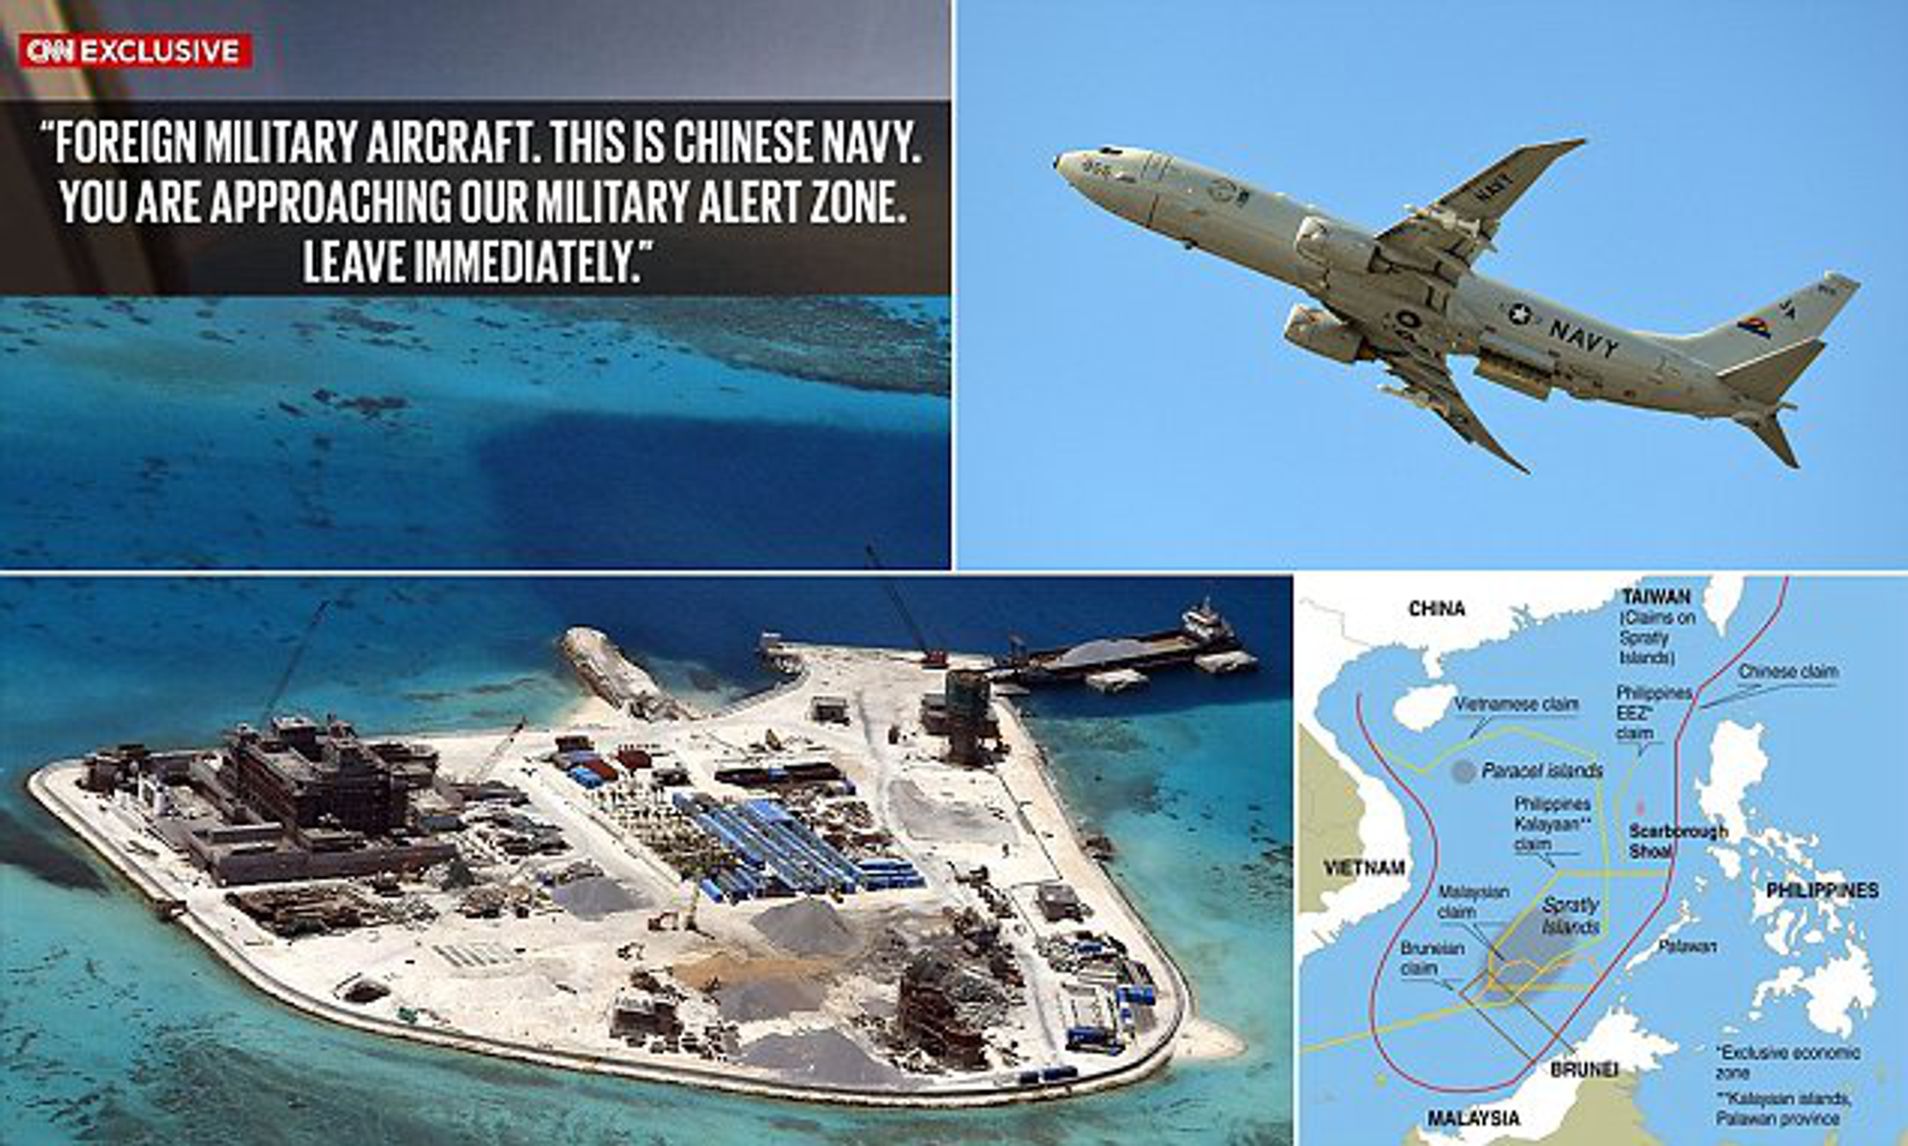 CNN EXCLUSIVE
"FOREIGN MILITARY AIRCRAFT. THIS IS CHINESE NAVY.
YOU ARE APPROACHING OUR MILITARY ALERT ZONE.
LEAVE IMMEDIATELY."
NAVY
NAVY
JA
CHINA
TAIWAN
(Claims on
Spratly
Islands)
Chinese claim
Vietnamese claim
Philippines
EEZ*
claim
Paracel islands
Philippines
Kalayaan**
claim
Scarborough
Shoal
VIETNAM
PHILIPPINES
Malaysian
claim
Spratly
Islands
Bruneian
claim
Palawan
BRUNEI
*Exclusive economic
zone
**Kalayaan islands,
Palawan province
MALAYSIA